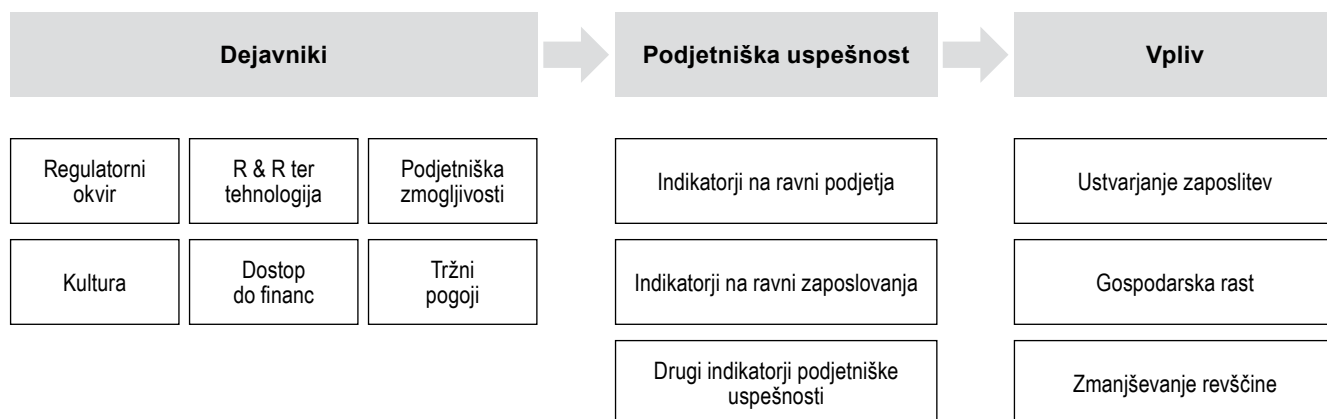 Dejavniki
Podjetniška uspešnost
Vpliv
Regulatorni
okvir
R & R ter
tehnologija
Podjetniška
zmogljivosti
Kultura
Dostop
do financ
Tržni
pogoji
Indikatorji na ravni podjetja
Indikatorji na ravni zaposlovanja
Drugi indikatorji podjetniške
uspešnosti
Ustvarjanje zaposlitev
Gospodarska rast
Zmanjševanje revščine